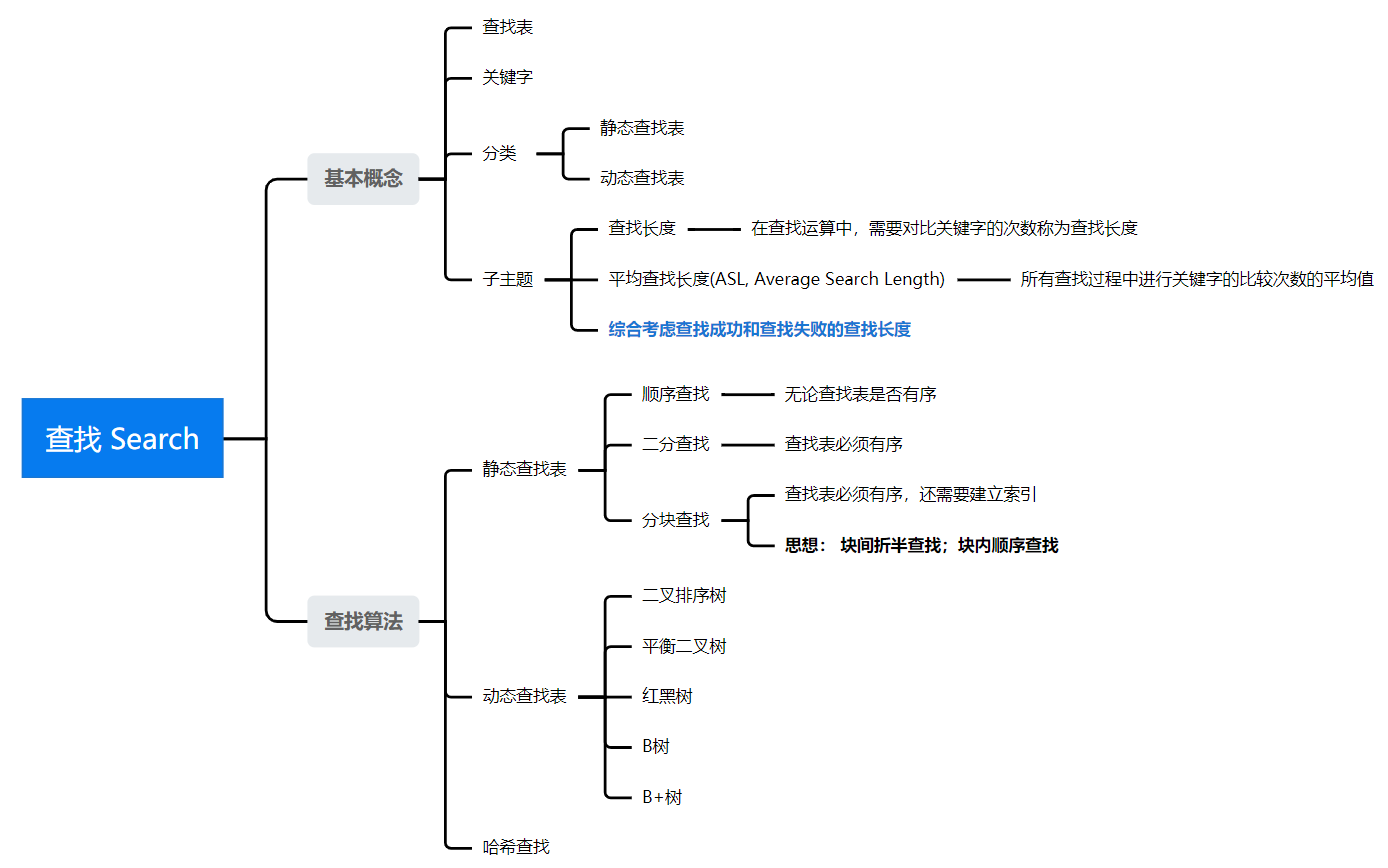 查找 Search
基本概念
查找表
关键字
分类
静态查找表
动态查找表
子主题
查找长度
在查找运算中，需要对比关键字的次数称为查找长度
平均查找长度(ASL, Average Search Length)
所有查找过程中进行关键字的比较次数的平均值
综合考虑查找成功和查找失败的查找长度
查找算法
静态查找表
顺序查找
无论查找表是否有序
二分查找
查找表必须有序
分块查找
查找表必须有序，还需要建立索引
思想： 块间折半查找；块内顺序查找
动态查找表
二叉排序树
平衡二叉树
红黑树
B树
B+树
哈希查找